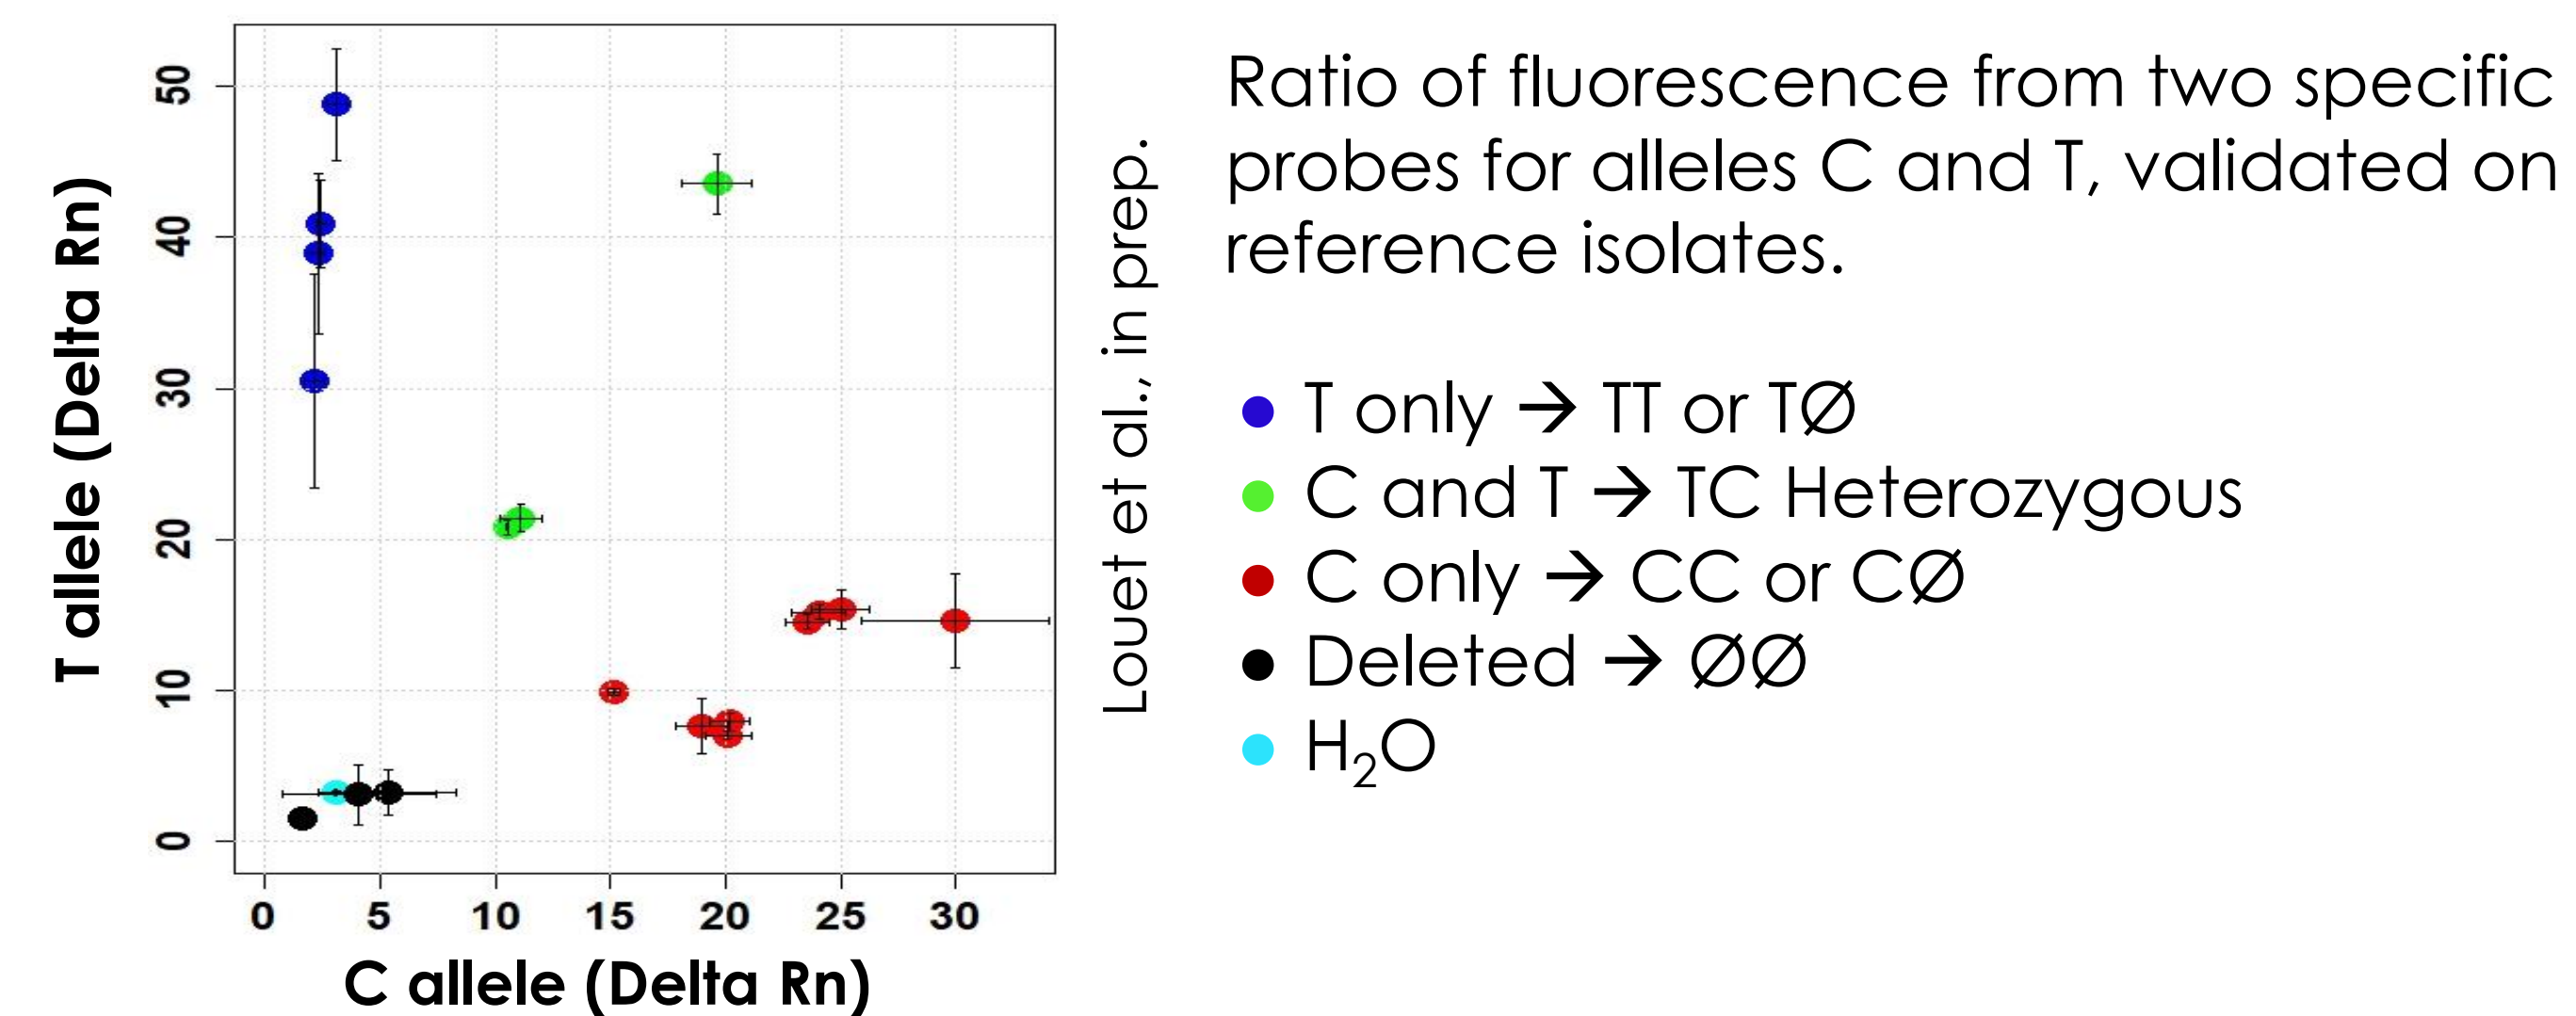 50
40
30
20
10
0
T allele (Delta Rn)
0 5 10 15 20 25 30
C allele (Delta Rn)
Louet et al., in prep.
Ratio of fluorescence from two specific
probes for alleles C and T, validated on
reference isolates.
T only → TT or TØ
C and T → TC Heterozygous
C only → CC or CØ
Deleted → ØØ
H₂O